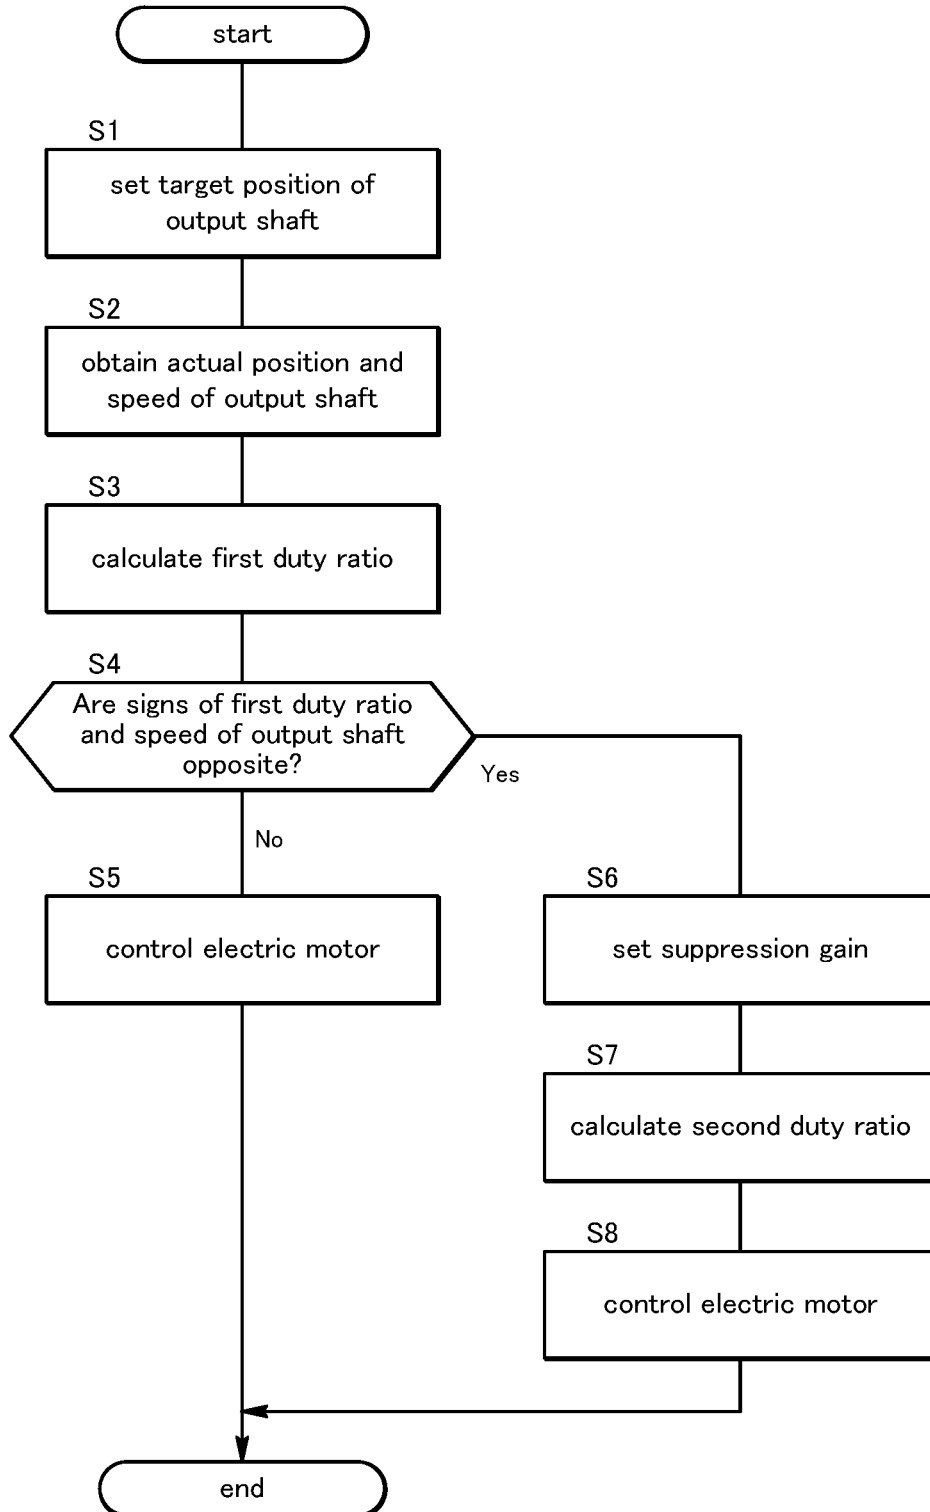 start
S1
set target position of
output shaft
S2
obtain actual position and
speed of output shaft
S3
calculate first duty ratio
S4
Are signs of first duty ratio
and speed of output shaft
opposite?
Yes
No
S5
control electric motor
S6
set suppression gain
S7
calculate second duty ratio
S8
control electric motor
end